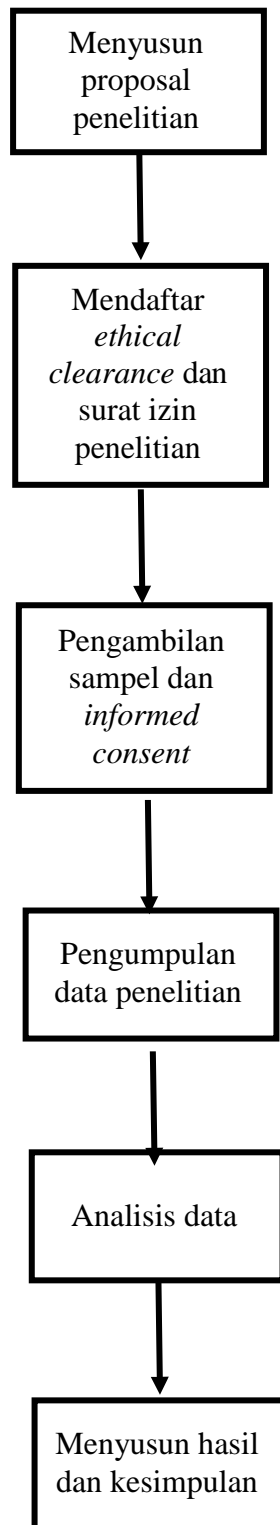 Menyusun
proposal
penelitian
Mendaftar
ethical
clearance dan
surat izin
penelitian
Pengambilan
sampel dan
informed
consent
Pengumpulan
data penelitian
Analisis data
Menyusun hasil
dan kesimpulan